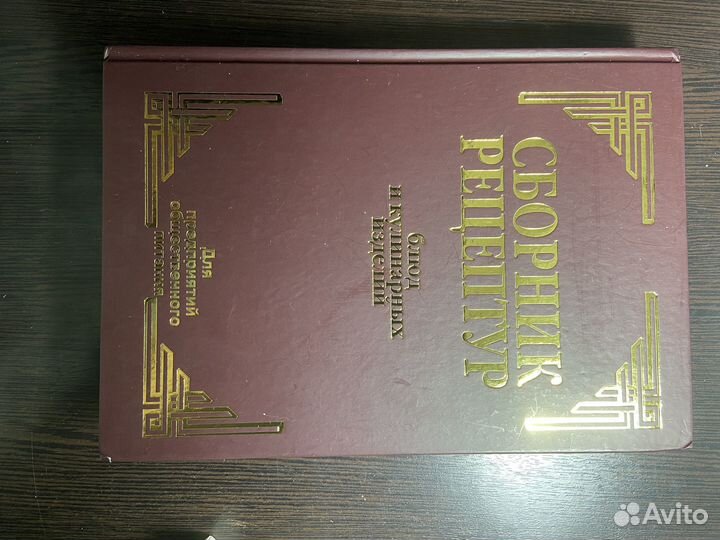 СБОРНИК
РЕЦЕПТУР
блюд
и кулинарных
изделий
Для
предприятий
общественного
питания
Avito